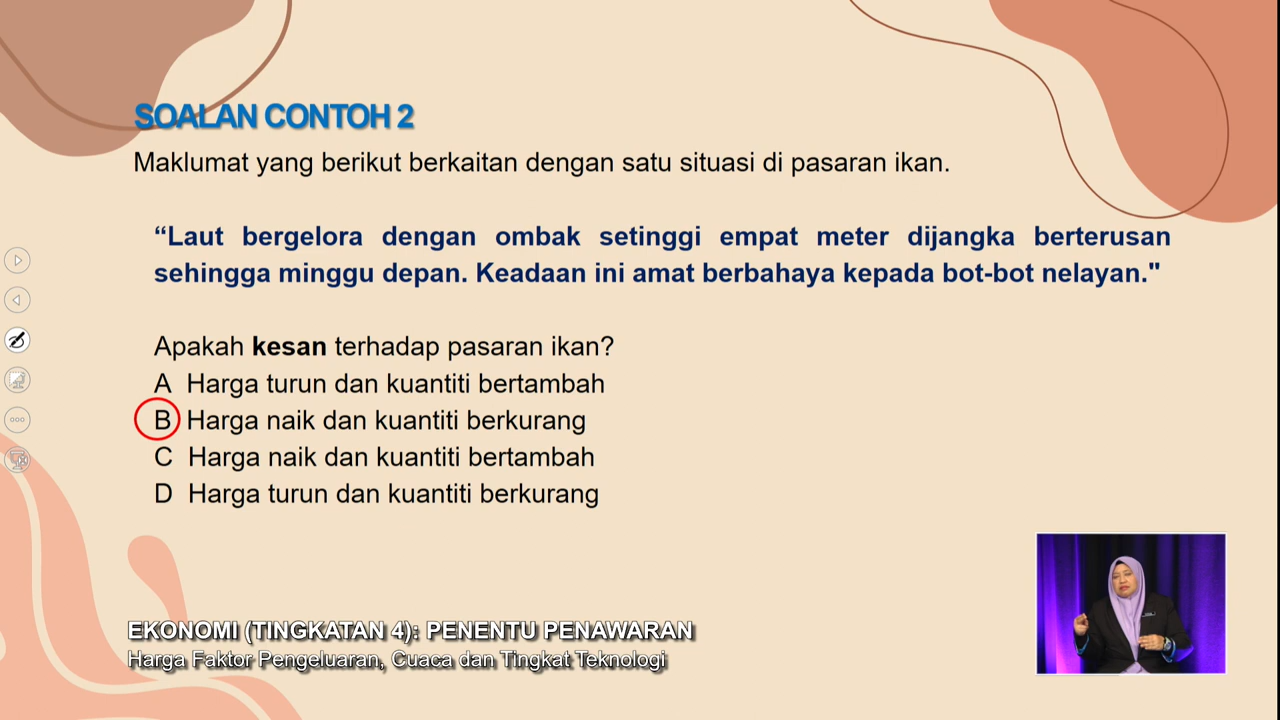 SOALAN CONTOH 2
Maklumat yang berikut berkaitan dengan satu situasi di pasaran ikan.
“Laut bergelora dengan ombak setinggi empat meter dijangka berterusan
sehingga minggu depan. Keadaan ini amat berbahaya kepada bot-bot nelayan."
Apakah kesan terhadap pasaran ikan?
A Harga turun dan kuantiti bertambah
B Harga naik dan kuantiti berkurang
C Harga naik dan kuantiti bertambah
D Harga turun dan kuantiti berkurang
EKONOMI (TINGKATAN 4): PENENTU PENAWARAN
Harga Faktor Pengeluaran, Cuaca dan Tingkat Teknologi